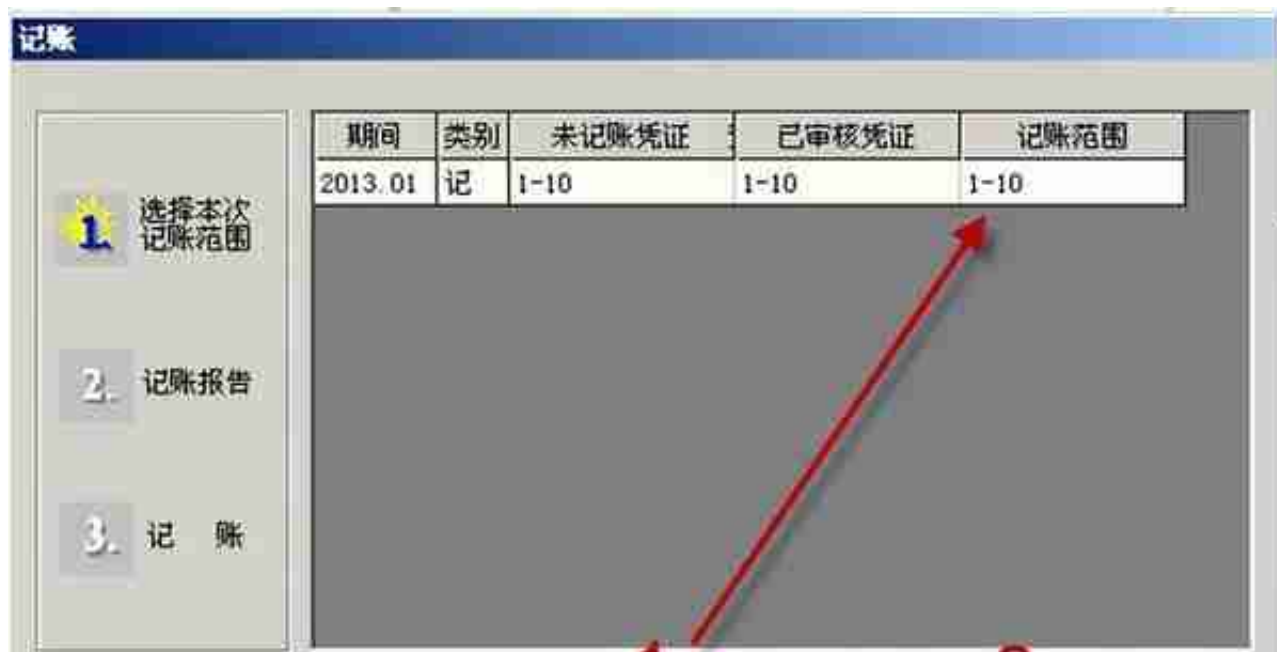 记账
期间 类别 未记账凭证 已审核凭证 记账范围
2013.01 记 1-10 1-10 1-10
1. 选择本次
记账范围
2. 记账报告
3. 记 账